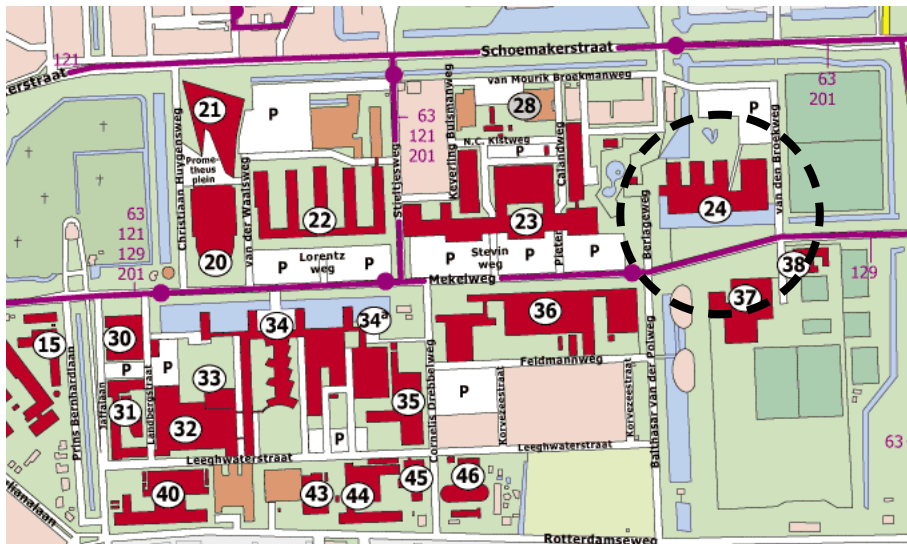 Schoemakerstraat
erstraat
121
van Mourik Broekmanweg
63
201
21
P
28
P
63
121
201
Christiaan Huygensweg
Keverling Buismanweg
N.C. Kistweg
P
Calandweg
van den Broekweg
Prome-
theus
plein
van der Waalsweg
Stieltjesweg
22
23
24
Berlageweg
63
121
129
201
20
P
Lorentz
weg
P
P
Stevin
weg
P
Pieter
P
Mekelweg
38
129
37
15
30
34
34a
36
Prins Bernhardlaan
Jaffalaan
P
Landbergstraat
P
33
Feldmannweg
Balthasar van der Polweg
31
32
35
Cornelis Drebbelweg
P
Korvezeestraat
Korvezeestraat
P
Leeghwaterstraat
Leeghwaterstraat
63
40
43
44
45
46
Rotterdamseweg